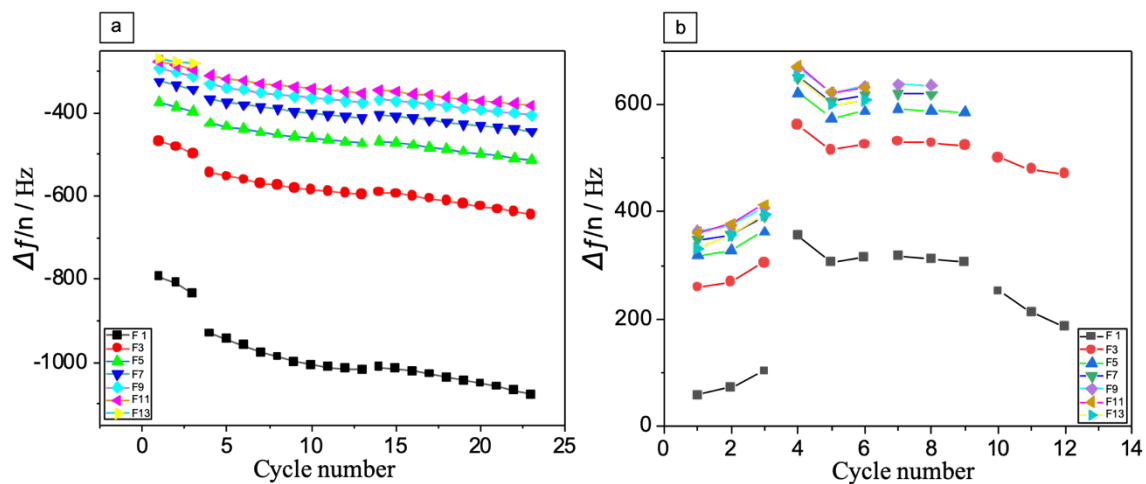 a
Δf/n / Hz
-400
-600
-800
-1000
0
5
10
15
20
25
Cycle number
F 1
F3
F5
F7
F9
F11
F13
b
Δf/n / Hz
600
400
200
0
0
2
4
6
8
10
12
14
Cycle number
F 1
F3
F5
F7
F9
F11
F13